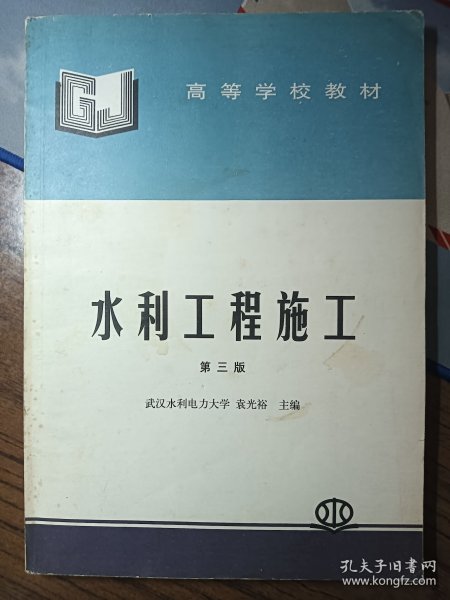 GJ
高等学校教材
水利工程施工
第三版
武汉水利电力大学 袁光裕 主编
孔夫子旧书网
www.kongfz.com